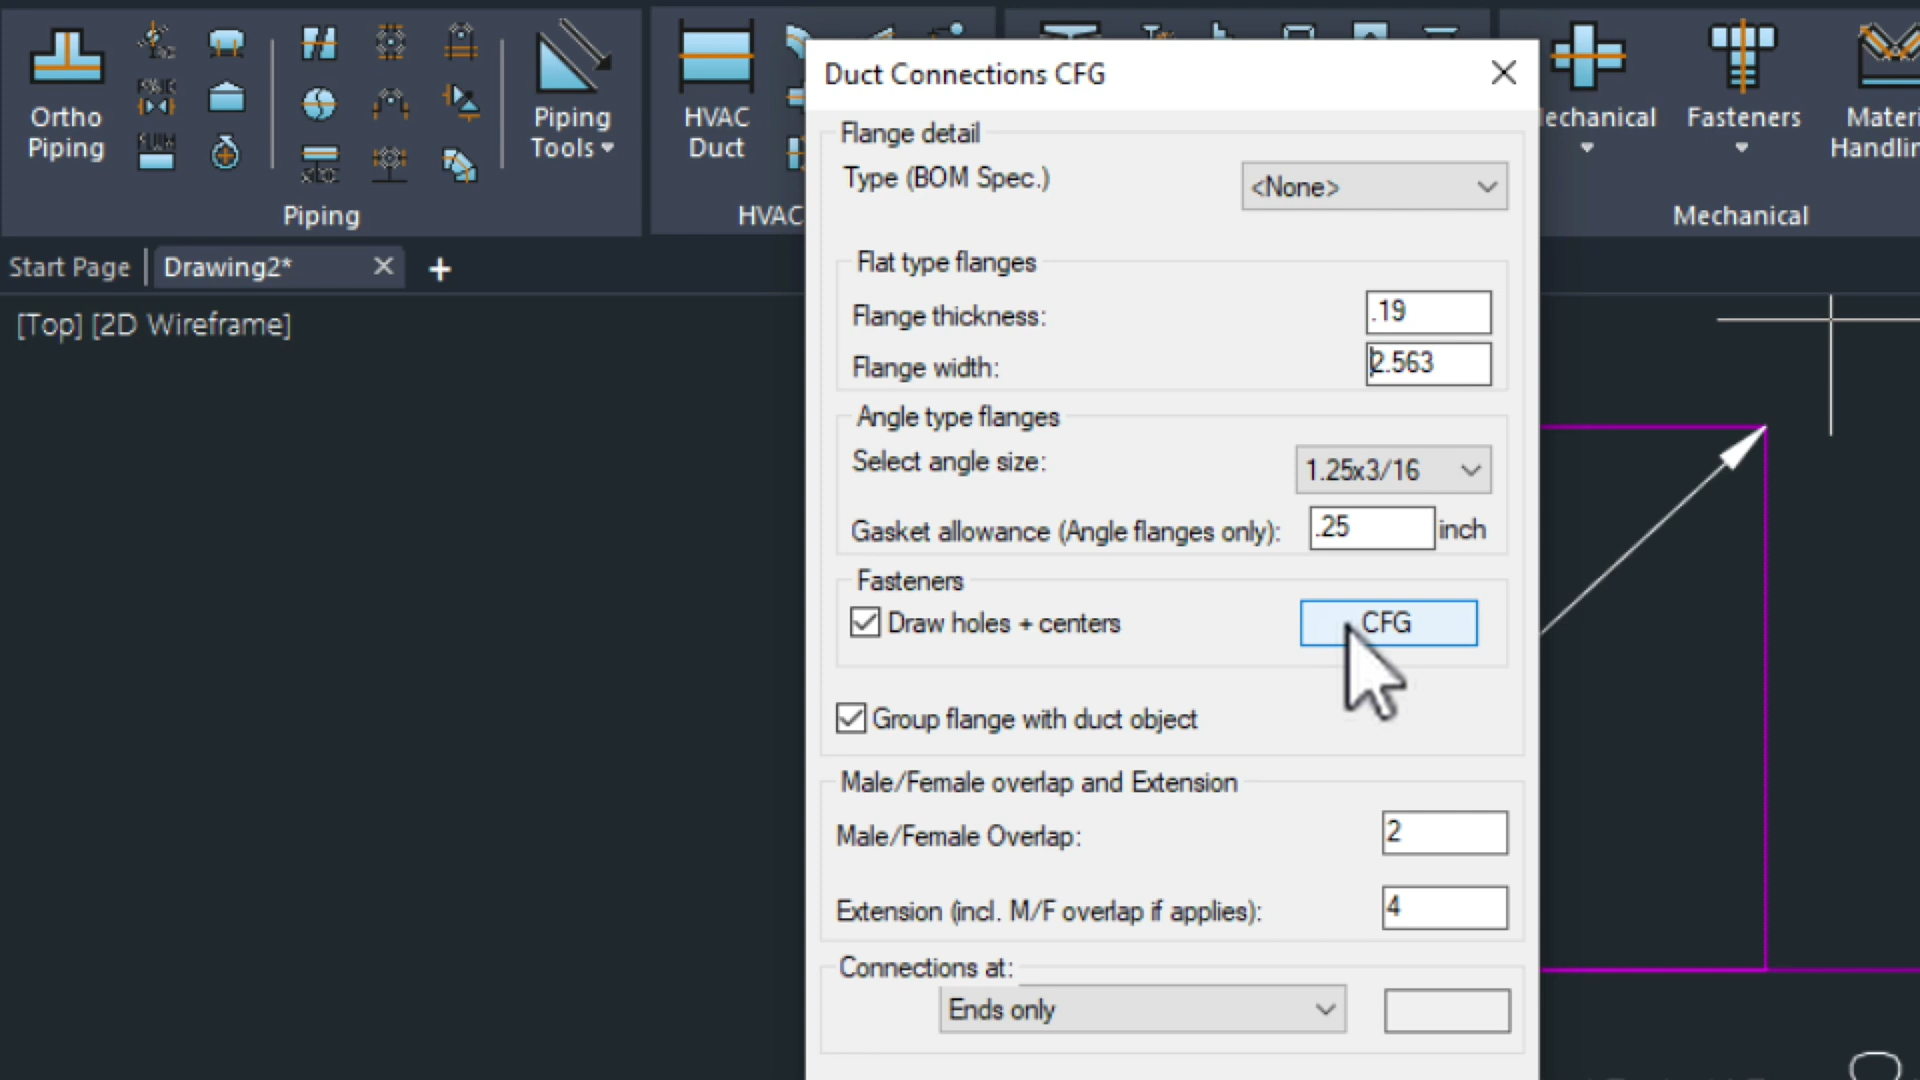 Ortho
Piping
Piping
Tools
Piping
HVAC
Duct
HVAC
echanical
Fasteners
Materi
Handlin
Mechanical
Start Page
Drawing2*
[Top] [2D Wireframe]
Duct Connections CFG
Flange detail
Type (BOM Spec.)
<None>
Flat type flanges
Flange thickness:
.19
Flange width:
2.563
Angle type flanges
Select angle size:
1.25x3/16
Gasket allowance (Angle flanges only):
.25
inch
Fasteners
Draw holes + centers
CFG
Group flange with duct object
Male/Female overlap and Extension
Male/Female Overlap:
2
Extension (incl. M/F overlap if applies):
4
Connections at:
Ends only